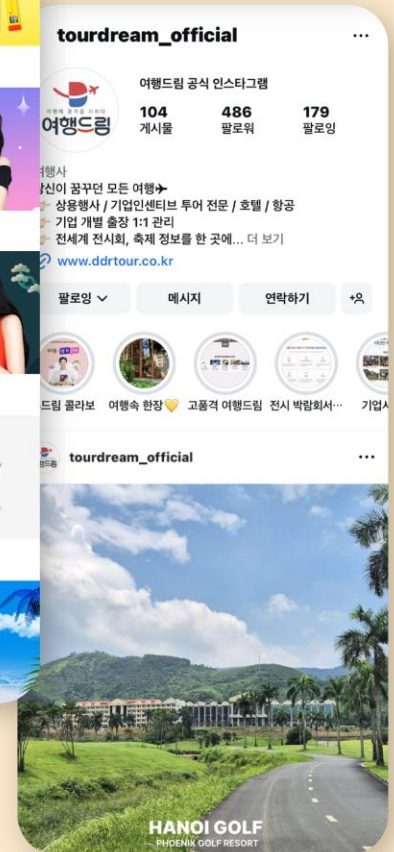 tourdream_official
여행드림 공식 인스타그램
여행드림
104 486 179
게시물 팔로워 팔로잉
신이 꿈꾸던 모든 여행✈
👉 상용행사 / 기업인센티브 투어 전문 / 호텔 / 항공
👉 기업 개별 출장 1:1 관리
👉 전세계 전시회, 축제 정보를 한 곳에... 더 보기
www.ddrtour.co.kr
팔로잉 메시지 연락하기
드림 콜라보 여행속 한장💛 고품격 여행드림 전시 박람회서… 기업사
tourdream_official
HANOI GOLF
PHOENIX GOLF RESORT